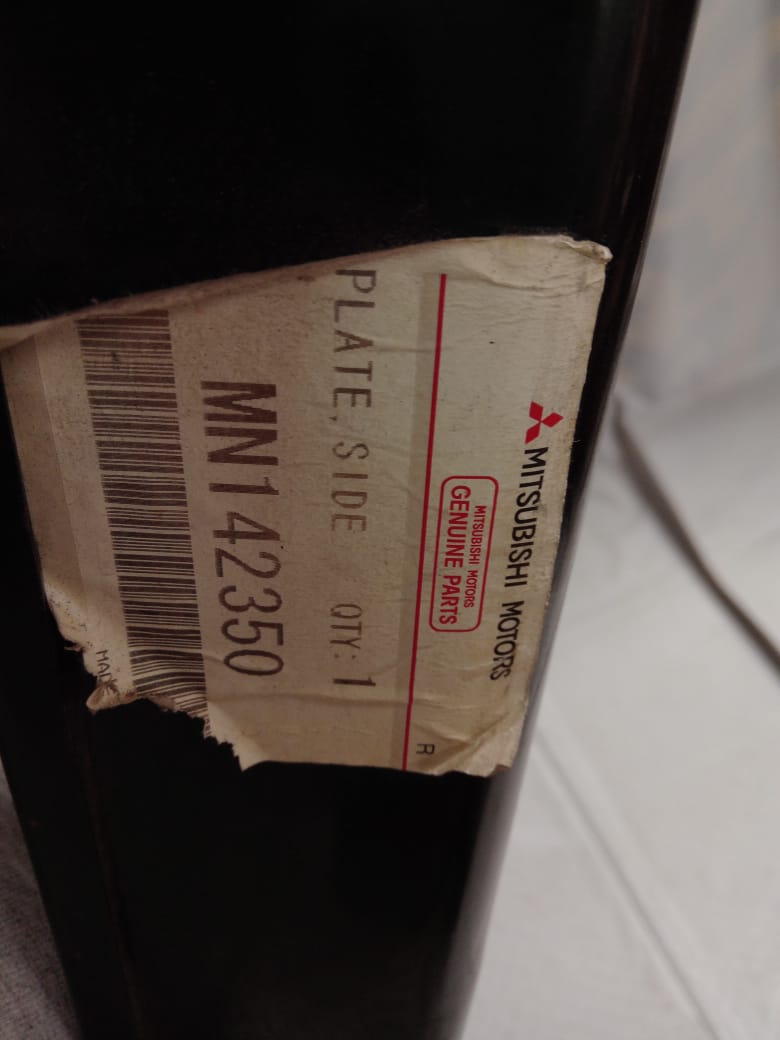 MITSUBISHI MOTORS
MITSUBISHI MOTORS
GENUINE PARTS
R
PLATE,SIDE QTY:1
MN142350